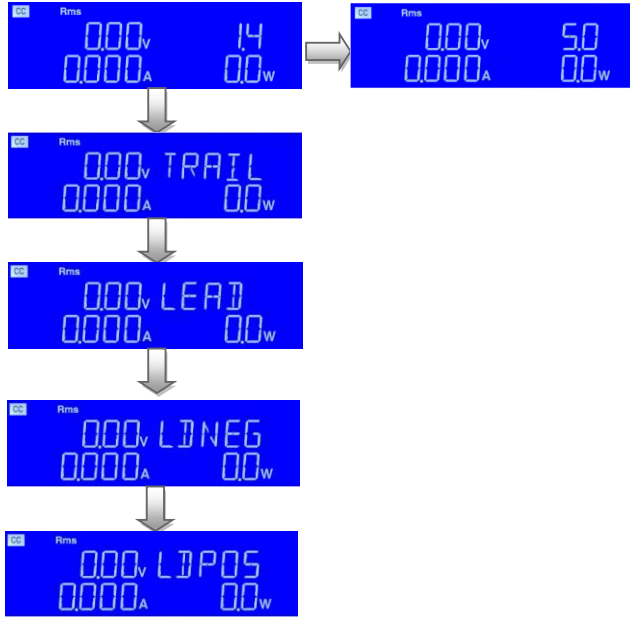 CC Rms
0.00V 1.4
0.000A 0.0W
CC Rms
0.00V 5.0
0.000A 0.0W
CC Rms
0.00V TRAIL
0.000A 0.0W
CC Rms
0.00V LEAD
0.000A 0.0W
CC Rms
0.00V LDNEG
0.000A 0.0W
CC Rms
0.00V LDPOS
0.000A 0.0W